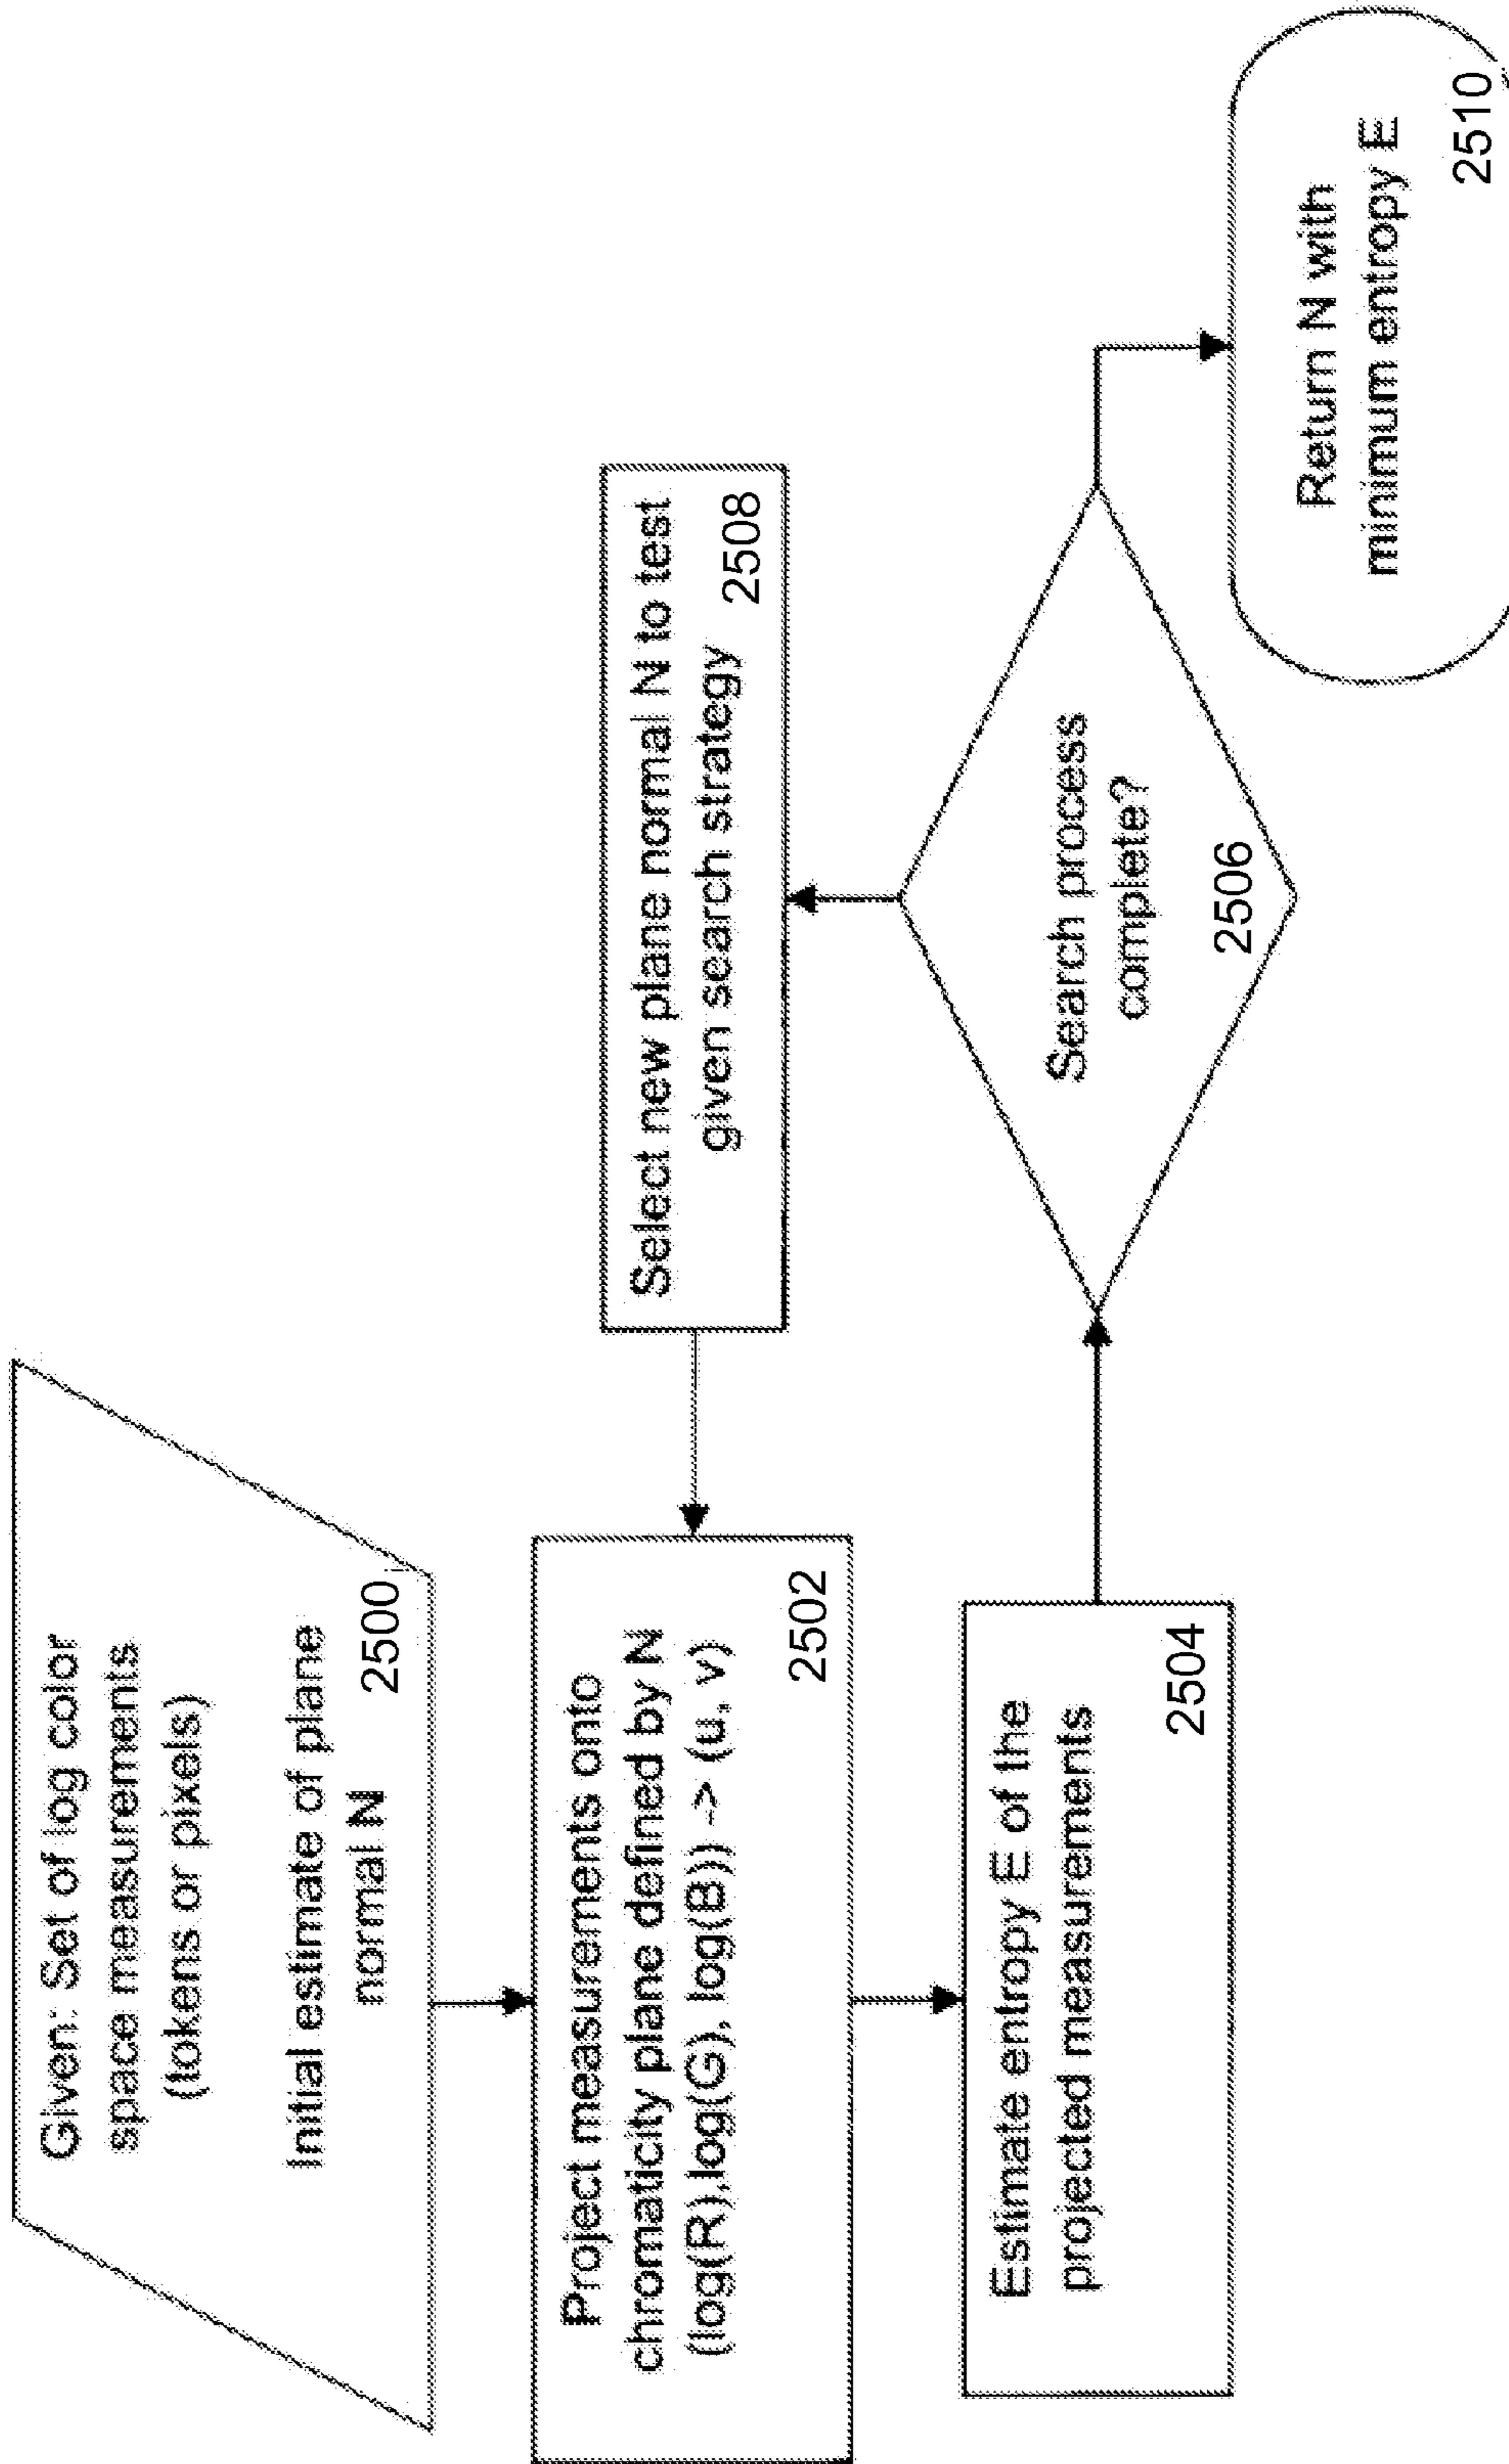 Given: Set of log color
space measurements
(tokens or pixels)
Initial estimate of plane
normal N
2500
Project measurements onto
chromaticity plane defined by N
(log(R),log(G), log(B)) -> (u, v)
2502
Estimate entropy E of the
projected measurements
2504
Search process
complete?
2506
Select new plane normal N to test
given search strategy
2508
Return N with
minimum entropy E
2510